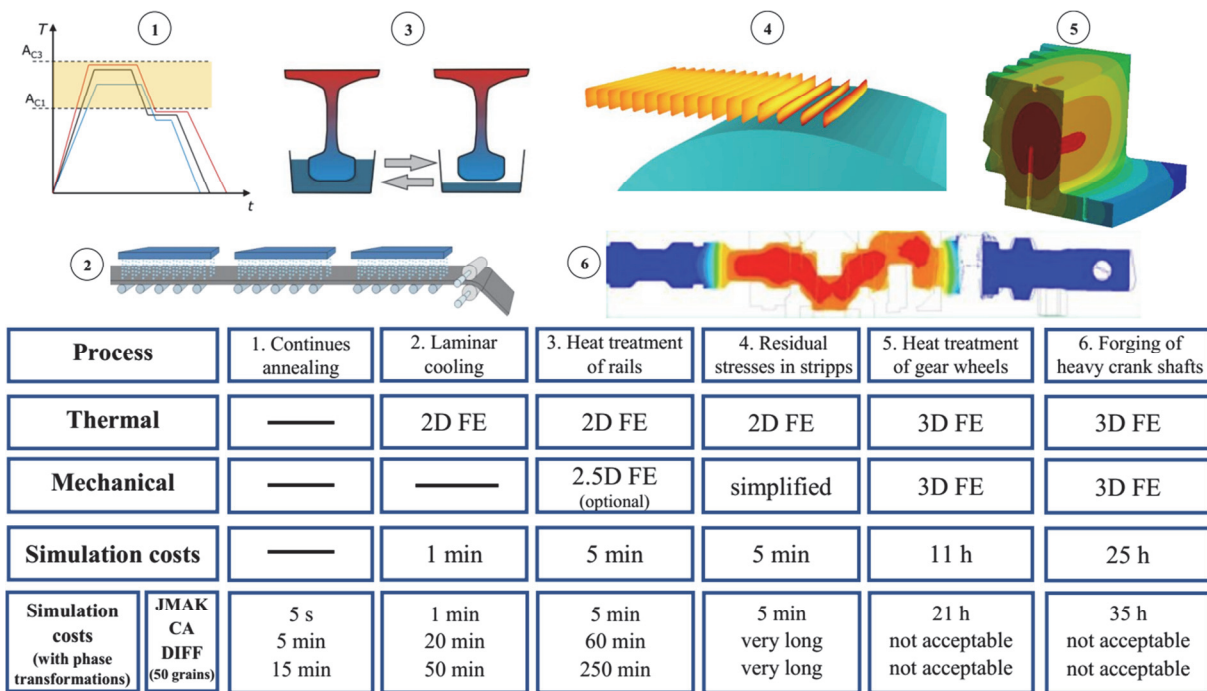 1
3
4
5
T
A_C3
A_C1
t
2
6
Process
1. Continues
annealing
2. Laminar
cooling
3. Heat treatment
of rails
4. Residual
stresses in stripps
5. Heat treatment
of gear wheels
6. Forging of
heavy crank shafts
Thermal
—
2D FE
2D FE
2D FE
3D FE
3D FE
Mechanical
—
—
2.5D FE
(optional)
simplified
3D FE
3D FE
Simulation costs
—
1 min
5 min
5 min
11 h
25 h
Simulation
costs
(with phase
transformations)
JMAK
CA
DIFF
(50 grains)
5 s
5 min
15 min
1 min
20 min
50 min
5 min
60 min
250 min
5 min
very long
very long
21 h
not acceptable
not acceptable
35 h
not acceptable
not acceptable